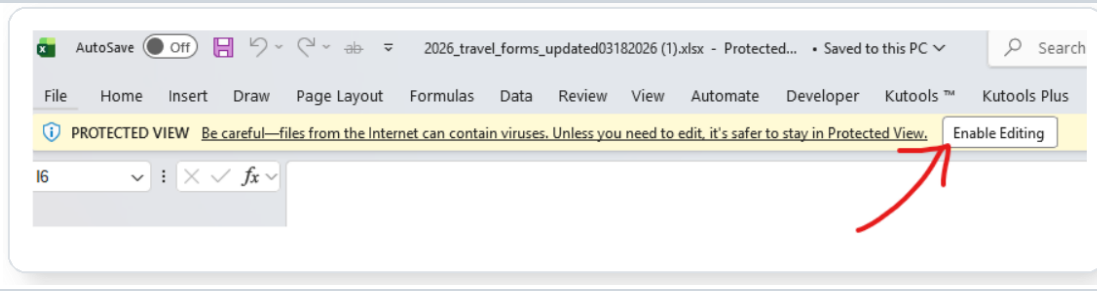 AutoSave Off ab 2026_travel_forms_updated03182026 (1).xlsx - Protected... • Saved to this PC Search
File Home Insert Draw Page Layout Formulas Data Review View Automate Developer Kutools ™ Kutools Plus
PROTECTED VIEW Be careful—files from the Internet can contain viruses. Unless you need to edit, it's safer to stay in Protected View. Enable Editing
I6 fx